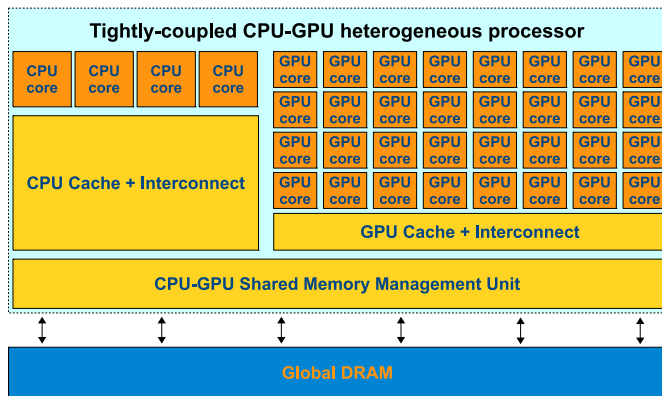 Tightly-coupled CPU-GPU heterogeneous processor
CPU CPU CPU CPU
core core core core
GPU GPU GPU GPU GPU GPU GPU GPU
core core core core core core core core
GPU GPU GPU GPU GPU GPU GPU GPU
core core core core core core core core
GPU GPU GPU GPU GPU GPU GPU GPU
core core core core core core core core
GPU GPU GPU GPU GPU GPU GPU GPU
core core core core core core core core
CPU Cache + Interconnect
GPU Cache + Interconnect
CPU-GPU Shared Memory Management Unit
Global DRAM